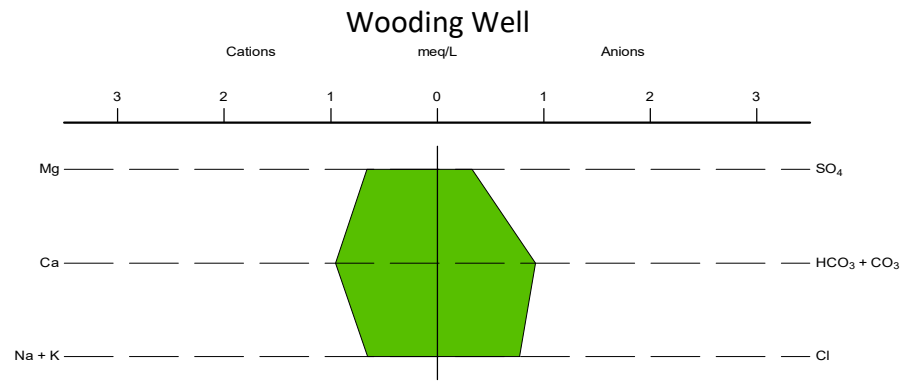 Wooding Well
Cations meq/L Anions
3 2 1 0 1 2 3
Mg SO₄
Ca HCO₃ + CO₃
Na + K Cl